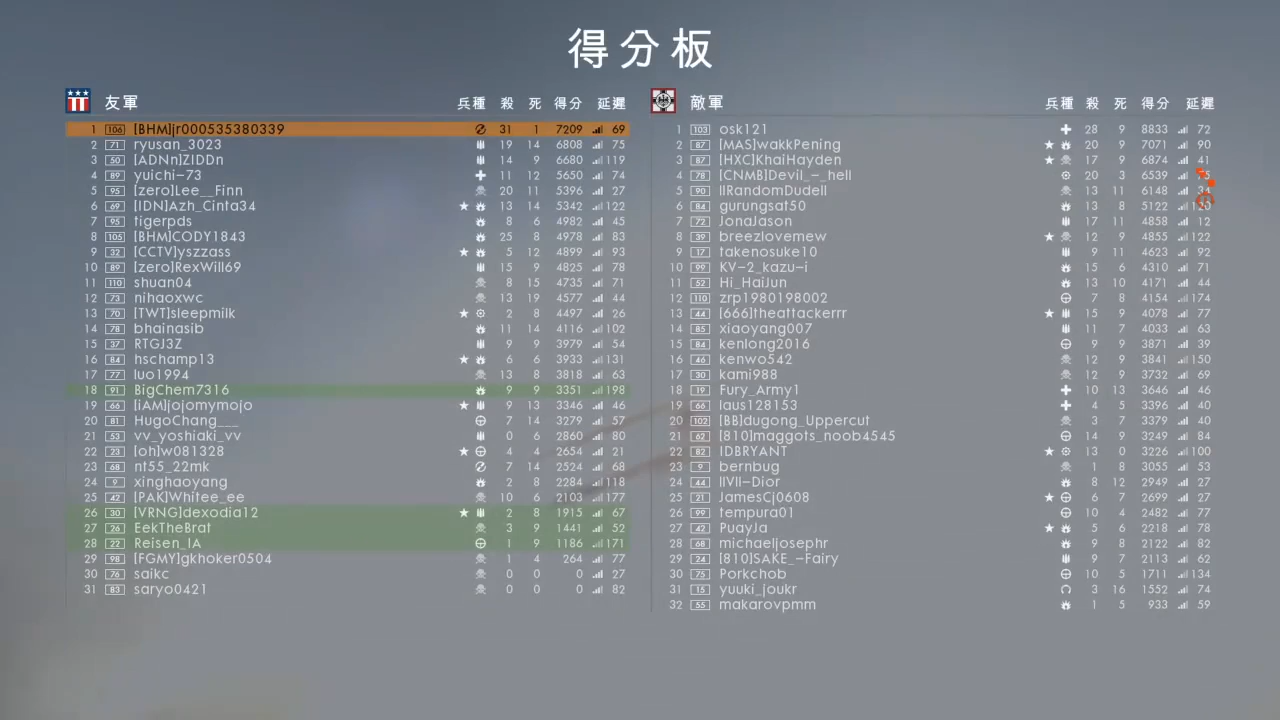 得分板
友軍 兵種 殺 死 得分 延遲
1 106 [BHM]jr000535380339 31 1 7209 69
2 71 ryusan_3023 19 14 6808 75
3 50 [ADNn]ZIDDn 14 9 6680 119
4 89 yuichi-73 11 12 5650 74
5 95 [zero]Lee__Finn 20 11 5396 27
6 69 [IDN]Azh_Cinta34 13 14 5342 122
7 95 tigerpds 8 6 4982 45
8 105 [BHM]CODY1843 25 8 4978 83
9 32 [CCTV]yszzass 5 12 4899 93
10 89 [zero]RexWill69 15 9 4825 78
11 110 shuan04 8 15 4735 71
12 73 nihaoxwc 13 19 4577 44
13 70 [TWT]sleepmilk 2 8 4497 26
14 78 bhainasib 11 14 4116 102
15 37 RTGJ3Z 9 9 3979 54
16 84 hschamp13 6 6 3933 131
17 77 luo1994 13 8 3818 63
18 91 BigChem7316 9 9 3351 198
19 66 [iAM]jojomymojo 9 13 3346 46
20 81 HugoChang___ 7 14 3279 57
21 53 vv_yoshiaki_vv 0 6 2860 80
22 23 [oh]w081328 4 4 2654 21
23 68 nt55_22mk 7 14 2524 68
24 9 xinghaoyang 2 8 2284 118
25 42 [PAK]Whitee_ee 10 6 2103 177
26 30 [VRNG]dexodia12 2 8 1915 67
27 26 EekTheBrat 3 9 1441 52
28 22 Reisen_IA 1 9 1186 171
29 98 [FGMY]gkhoker0504 1 4 264 77
30 76 saikc 0 0 0 27
31 83 saryo0421 0 0 0 82
敵軍 兵種 殺 死 得分 延遲
1 103 osk121 28 9 8833 72
2 87 [MAS]wakkPening 20 9 7071 90
3 87 [HXC]KhaiHayden 17 9 6874 41
4 78 [CNMB]Devil_-_hell 20 3 6539
5 90 llRandomDudell 13 11 6148 34
6 84 gurungsat50 13 8 5122
7 72 JonaJason 17 11 4858 12
8 39 breezlovemew 12 9 4855 122
9 17 takenosuke10 9 11 4623 92
10 99 KV-2_kazu-i 15 6 4310 71
11 52 Hi_HaiJun 13 10 4171 44
12 110 zrp1980198002 7 8 4154 174
13 44 [666]theattackerrr 15 9 4078 77
14 85 xiaoyang007 11 7 4033 63
15 84 kenlong2016 9 9 3871 39
16 46 kenwo542 12 9 3841 150
17 30 kami988 12 9 3732 69
18 19 Fury_Army1 10 13 3646 46
19 66 laus128153 4 5 3396 40
20 102 [BB]dugong_Uppercut 3 7 3379 40
21 62 [810]maggots_noob4545 14 9 3249 84
22 82 IDBRYANT 13 0 3226 100
23 9 bernbug 1 8 3055 53
24 44 IIVII-Dior 8 12 2949 27
25 21 JamesCj0608 6 7 2699 27
26 99 tempura01 10 4 2482 77
27 42 PuayJa 5 6 2218 78
28 68 michaeljosephr 9 8 2122 82
29 24 [810]SAKE_-Fairy 9 7 2113 62
30 75 Porkchob 10 5 1711 134
31 15 yuuki_joukr 3 16 1552 74
32 55 makarovpmm 1 5 933 59